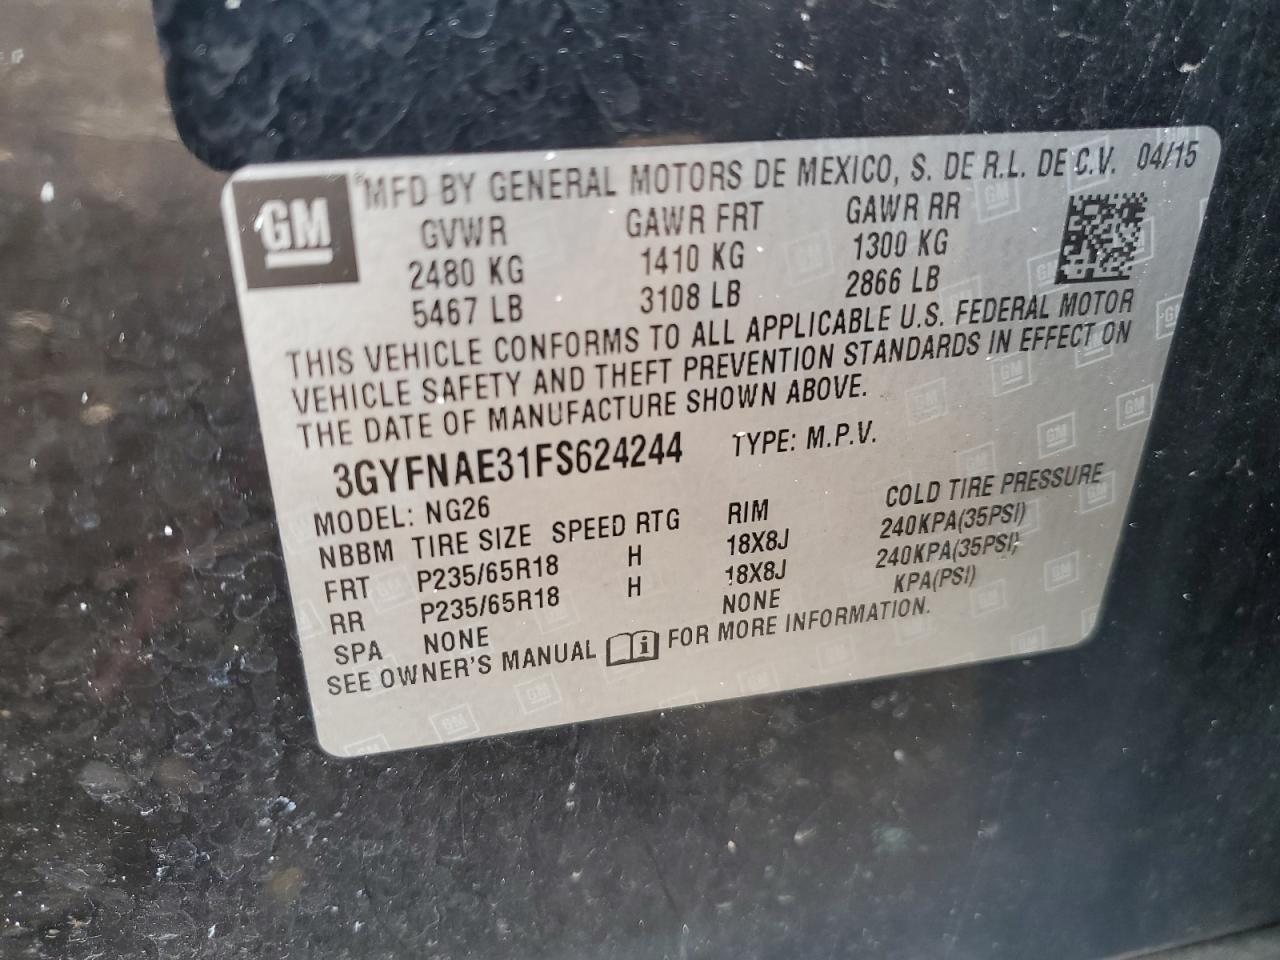 GM
®MFD BY GENERAL MOTORS DE MEXICO, S. DE R.L. DE C.V. 04/15
GVWR GAWR FRT GAWR RR
2480 KG 1410 KG 1300 KG
5467 LB 3108 LB 2866 LB
THIS VEHICLE CONFORMS TO ALL APPLICABLE U.S. FEDERAL MOTOR
VEHICLE SAFETY AND THEFT PREVENTION STANDARDS IN EFFECT ON
THE DATE OF MANUFACTURE SHOWN ABOVE.
3GYFNAE31FS624244 TYPE: M.P.V.
MODEL: NG26
NBBM TIRE SIZE SPEED RTG RIM COLD TIRE PRESSURE
FRT P235/65R18 H 18X8J 240KPA(35PSI)
RR P235/65R18 H 18X8J 240KPA(35PSI)
SPA NONE NONE KPA(PSI)
SEE OWNER'S MANUAL FOR MORE INFORMATION.